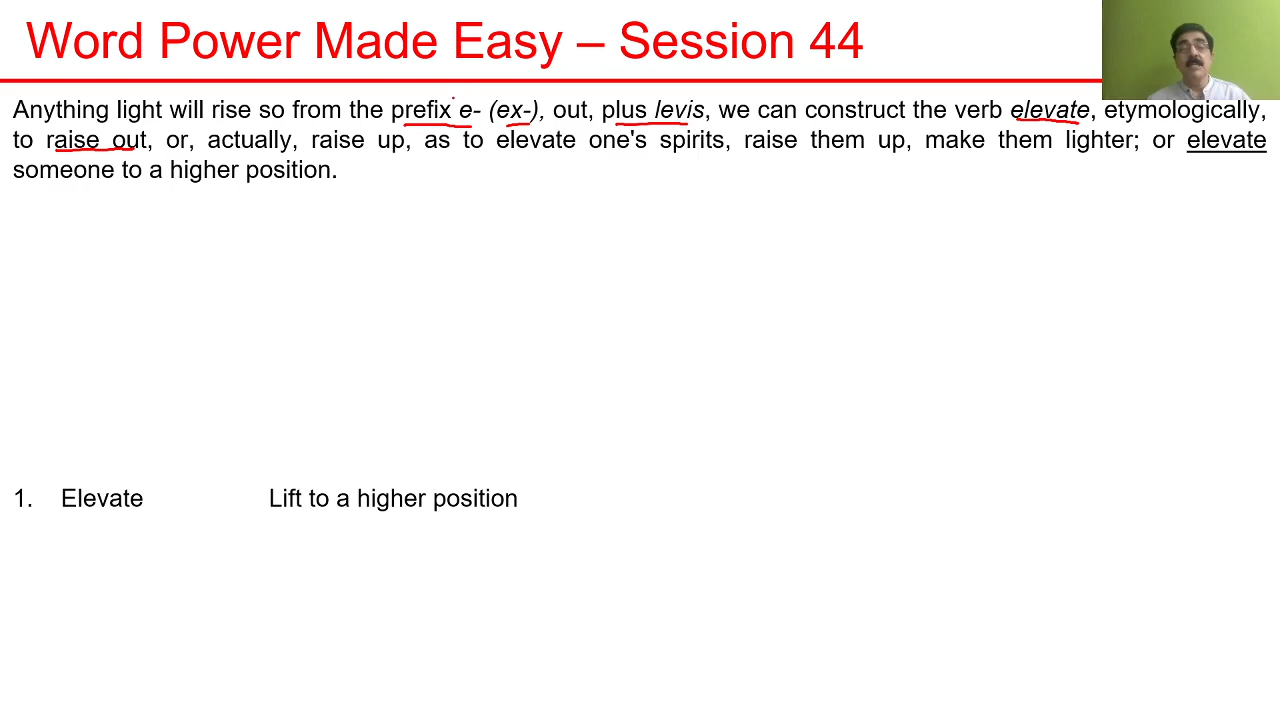 Word Power Made Easy – Session 44
Anything light will rise so from the prefix e- (ex-), out, plus levis, we can construct the verb elevate, etymologically,
to raise out, or, actually, raise up, as to elevate one's spirits, raise them up, make them lighter; or elevate
someone to a higher position.
1. Elevate Lift to a higher position